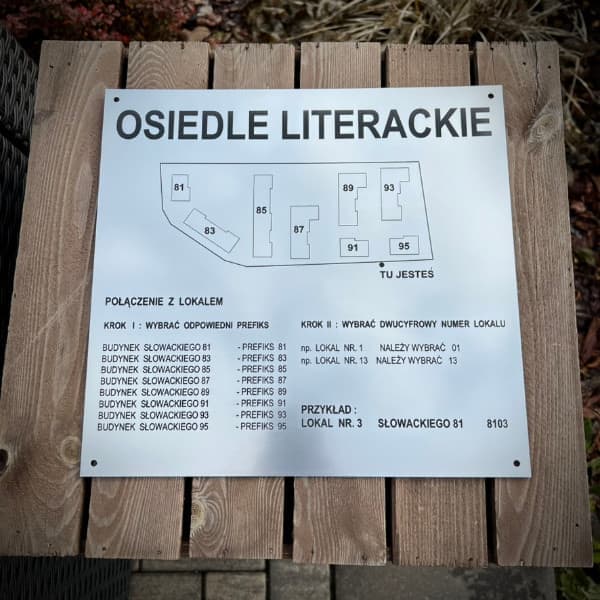 OSIEDLE LITERACKIE
81
83
85
87
89
93
91
95
TU JESTEŚ
POŁĄCZENIE Z LOKALEM
KROK I : WYBRAĆ ODPOWIEDNI PREFIKS
BUDYNEK SŁOWACKIEGO 81 - PREFIKS 81
BUDYNEK SŁOWACKIEGO 83 - PREFIKS 83
BUDYNEK SŁOWACKIEGO 85 - PREFIKS 85
BUDYNEK SŁOWACKIEGO 87 - PREFIKS 87
BUDYNEK SŁOWACKIEGO 89 - PREFIKS 89
BUDYNEK SŁOWACKIEGO 91 - PREFIKS 91
BUDYNEK SŁOWACKIEGO 93 - PREFIKS 93
BUDYNEK SŁOWACKIEGO 95 - PREFIKS 95
KROK II : WYBRAĆ DWUCYFROWY NUMER LOKALU
np. LOKAL NR. 1 NALEŻY WYBRAĆ 01
np. LOKAL NR. 13 NALEŻY WYBRAĆ 13
PRZYKŁAD :
LOKAL NR. 3 SŁOWACKIEGO 81 8103